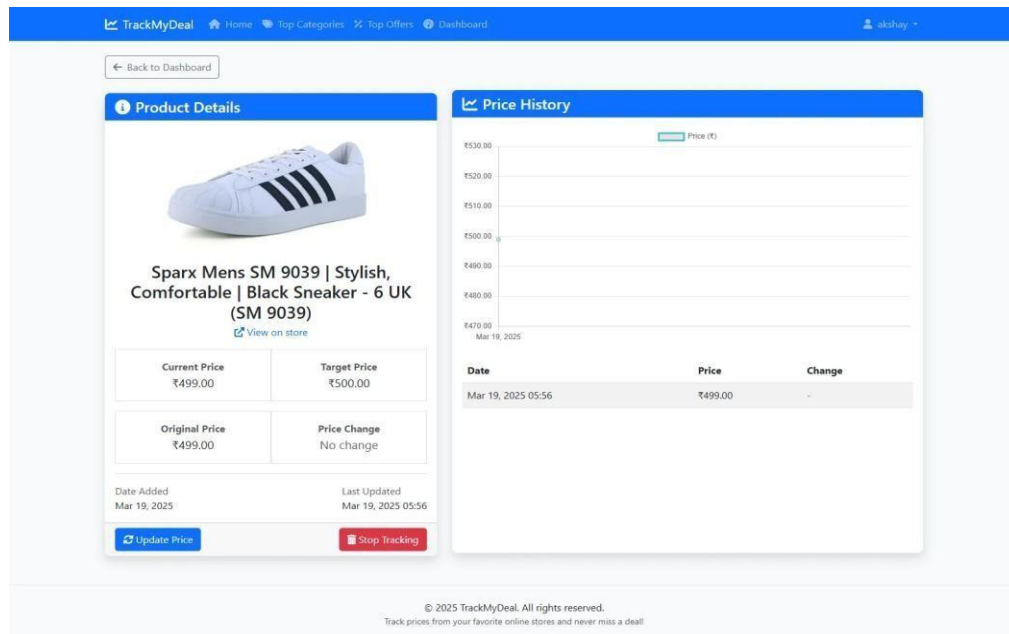 TrackMyDeal Home Top Categories Top Offers Dashboard akshay
← Back to Dashboard
Product Details
Sparx Mens SM 9039 | Stylish,
Comfortable | Black Sneaker - 6 UK
(SM 9039)
View on store
Current Price
₹499.00
Target Price
₹500.00
Original Price
₹499.00
Price Change
No change
Date Added
Mar 19, 2025
Last Updated
Mar 19, 2025 05:56
Update Price
Stop Tracking
Price History
Price (₹)
₹530.00
₹520.00
₹510.00
₹500.00
₹490.00
₹480.00
₹470.00
Mar 19, 2025
Date Price Change
Mar 19, 2025 05:56 ₹499.00 -
© 2025 TrackMyDeal. All rights reserved.
Track prices from your favorite online stores and never miss a deal!